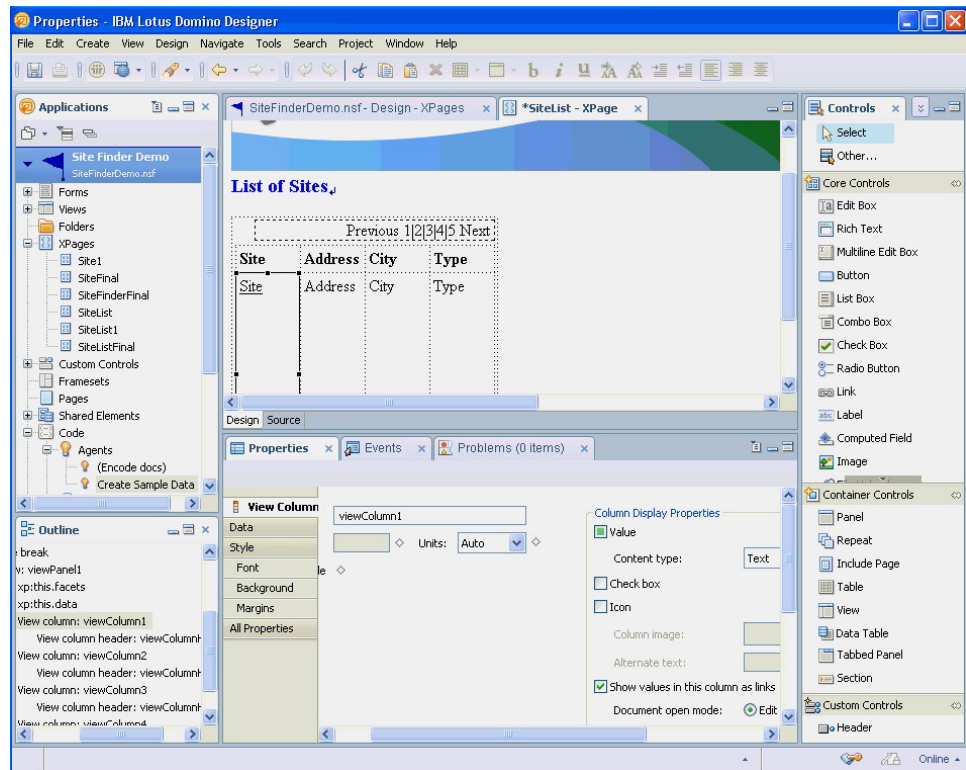 Properties - IBM Lotus Domino Designer
File Edit Create View Design Navigate Tools Search Project Window Help
Applications
Site Finder Demo
SiteFinderDemo.nsf
Forms
Views
Folders
XPages
Site1
SiteFinal
SiteFinderFinal
SiteList
SiteList1
SiteListFinal
Custom Controls
Framesets
Pages
Shared Elements
Code
Agents
(Encode docs)
Create Sample Data
Outline
break
v: viewPanel1
xp:this.facets
xp:this.data
View column: viewColumn1
View column header: viewColumnH
View column: viewColumn2
View column header: viewColumnH
View column: viewColumn3
View column header: viewColumnH
View column: viewColumn4
SiteFinderDemo.nsf - Design - XPages
*SiteList - XPage
List of Sites
Previous 1|2|3|4|5 Next
Site Address City Type
Site Address City Type
Design Source
Properties Events Problems (0 items)
View Column
Data
Style
Font
Background
Margins
All Properties
viewColumn1
Units: Auto
le
Column Display Properties
Value
Content type: Text
Check box
Icon
Column image:
Alternate text:
Show values in this column as links
Document open mode: Edit
Controls
Select
Other...
Core Controls
Edit Box
Rich Text
Multiline Edit Box
Button
List Box
Combo Box
Check Box
Radio Button
Link
Label
Computed Field
Image
Container Controls
Panel
Repeat
Include Page
Table
View
Data Table
Tabbed Panel
Section
Custom Controls
Header
Online